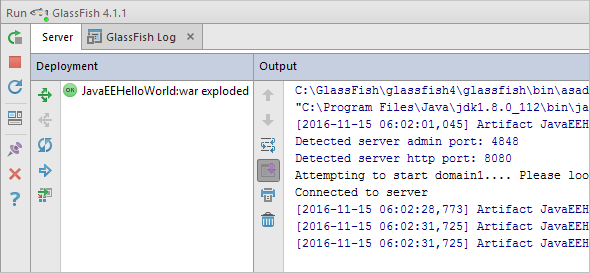 Run GlassFish 4.1.1
Server GlassFish Log
Deployment
Output
OK JavaEEHelloWorld:war exploded
C:\GlassFish\glassfish4\glassfish\bin\asad
"C:\Program Files\Java\jdk1.8.0_112\bin\ja
[2016-11-15 06:02:01,045] Artifact JavaEEH
Detected server admin port: 4848
Detected server http port: 8080
Attempting to start domain1.... Please loo
Connected to server
[2016-11-15 06:02:28,773] Artifact JavaEEH
[2016-11-15 06:02:31,725] Artifact JavaEEH
[2016-11-15 06:02:31,725] Artifact JavaEEH